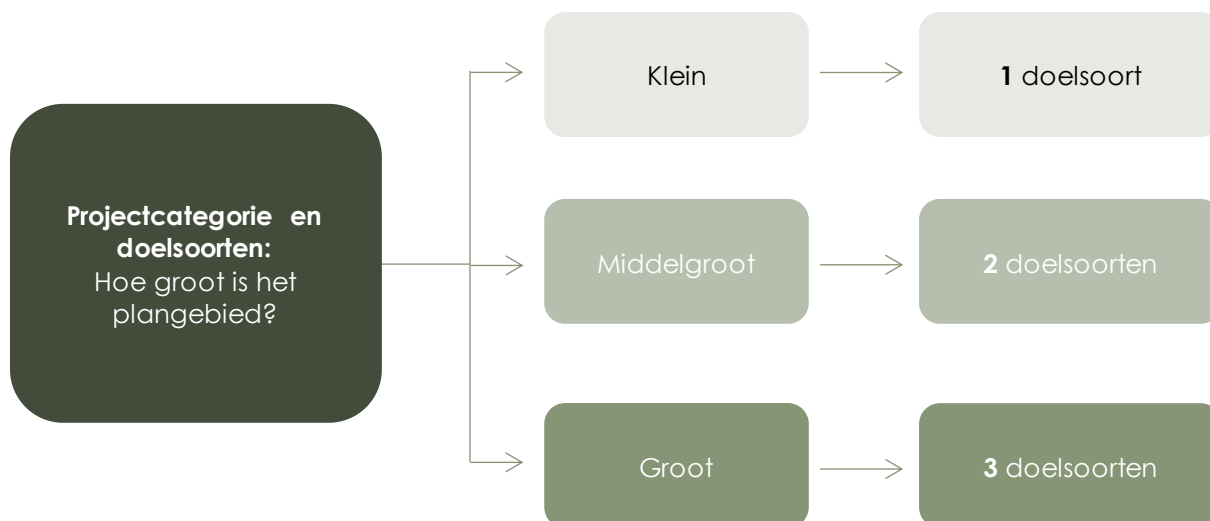 Projectcategorie en
doelsoorten:
Hoe groot is het
plangebied?
Klein
1 doelsoort
Middelgroot
2 doelsoorten
Groot
3 doelsoorten